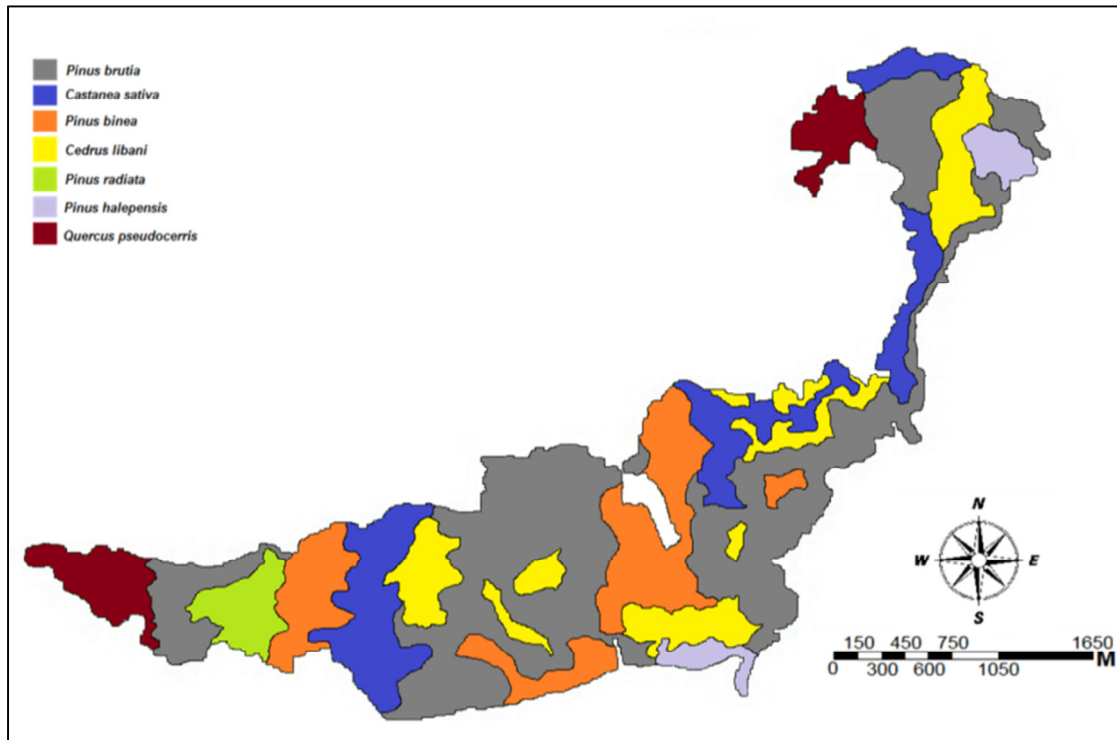 Pinus brutia
Castanea sativa
Pinus binea
Cedrus libani
Pinus radiata
Pinus halepensis
Quercus pseudocerris
N
W E
S
150 450 750 1650
0 300 600 1050 M